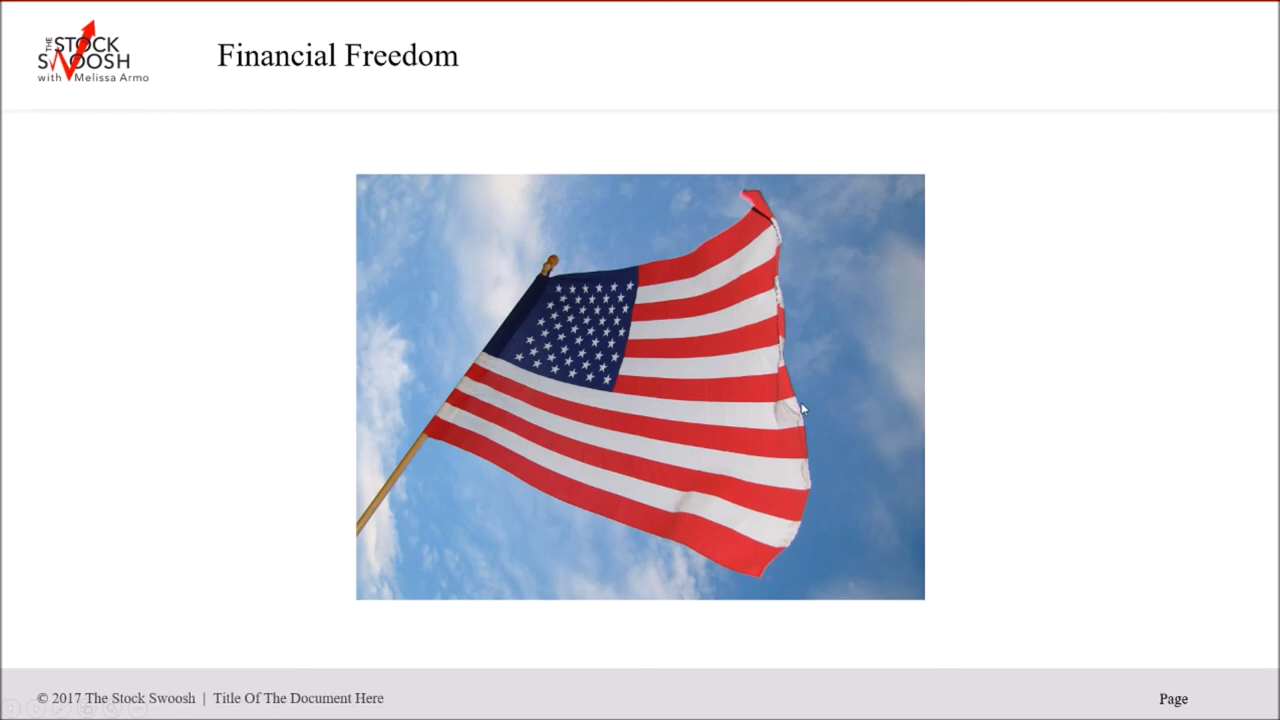 THE STOCK
SWOOSH
with Melissa Armo
Financial Freedom
© 2017 The Stock Swoosh | Title Of The Document Here
Page